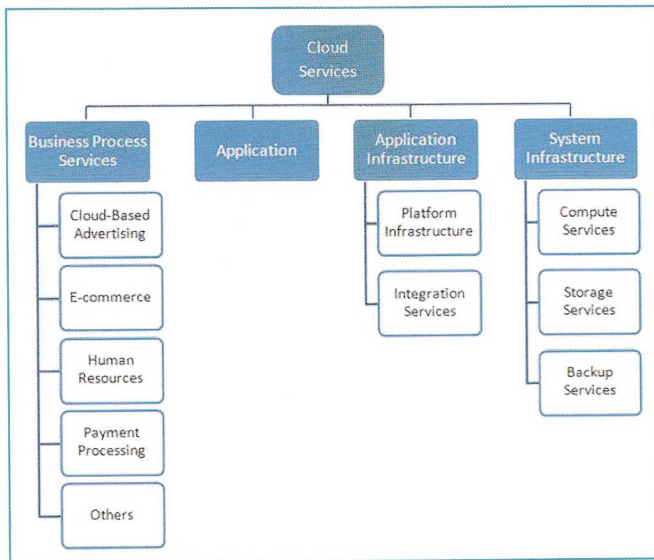 Cloud
Services
Business Process
Services
Application
Application
Infrastructure
System
Infrastructure
Cloud-Based
Advertising
E-commerce
Human
Resources
Payment
Processing
Others
Platform
Infrastructure
Integration
Services
Compute
Services
Storage
Services
Backup
Services